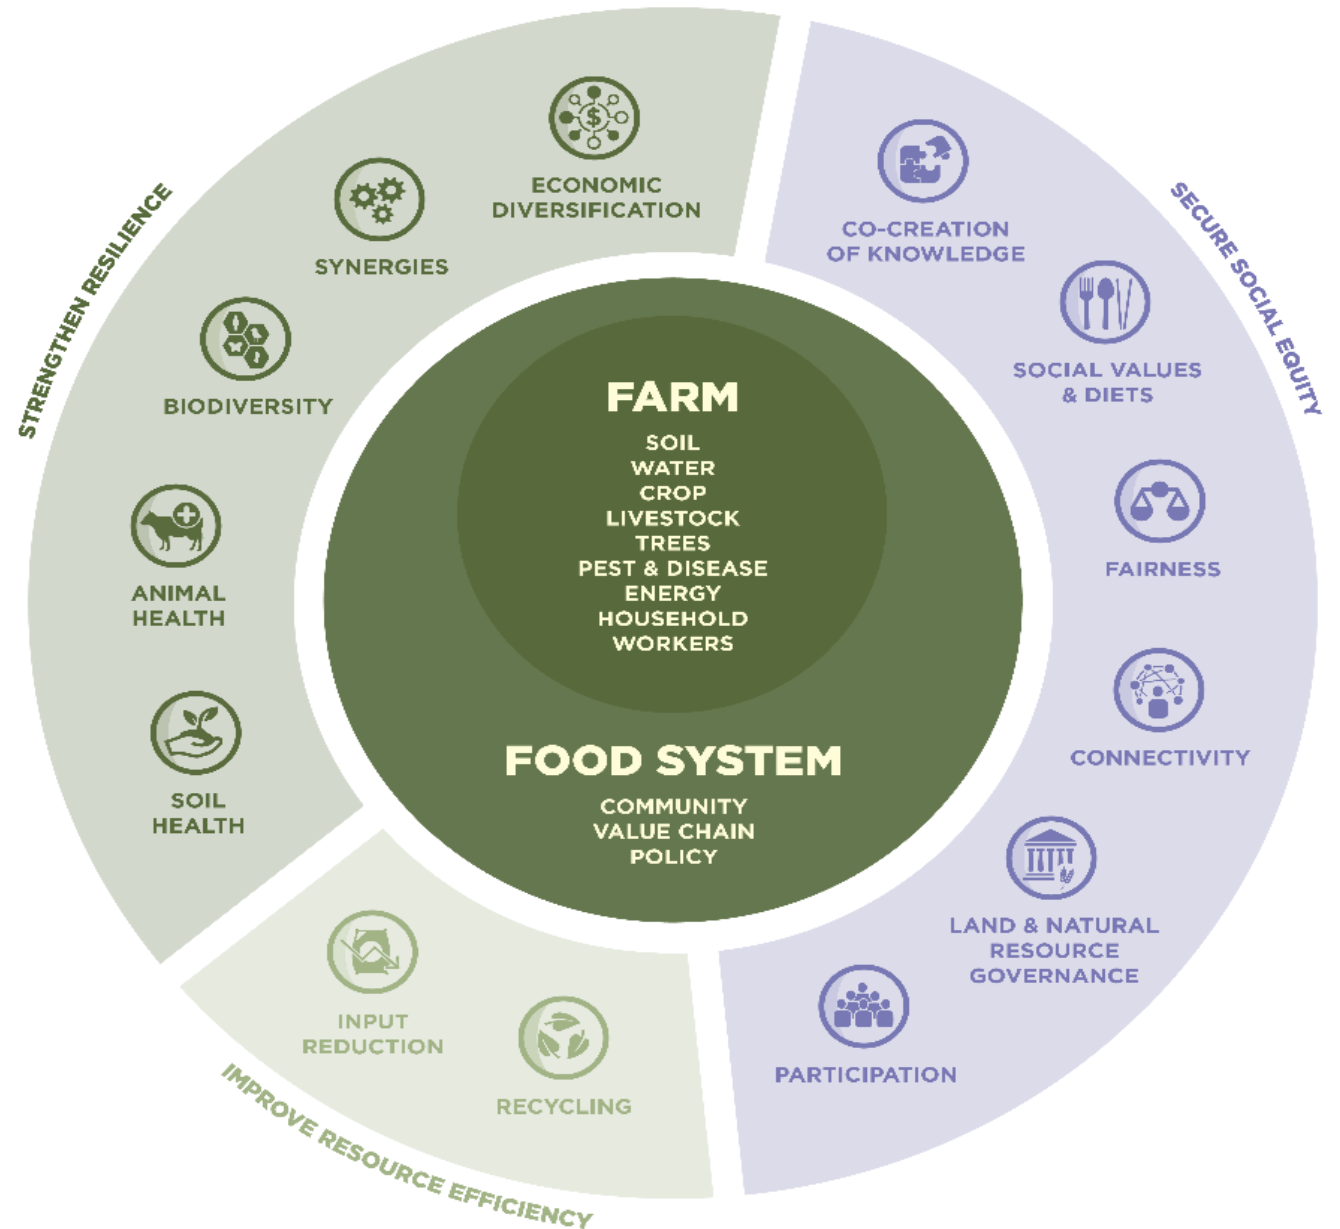 STRENGTHEN RESILIENCE
ECONOMIC
DIVERSIFICATION
SYNERGIES
BIODIVERSITY
ANIMAL
HEALTH
SOIL
HEALTH
SECURE SOCIAL EQUITY
CO-CREATION
OF KNOWLEDGE
SOCIAL VALUES
& DIETS
FAIRNESS
CONNECTIVITY
LAND & NATURAL
RESOURCE
GOVERNANCE
PARTICIPATION
FARM
SOIL
WATER
CROP
LIVESTOCK
TREES
PEST & DISEASE
ENERGY
HOUSEHOLD
WORKERS
FOOD SYSTEM
COMMUNITY
VALUE CHAIN
POLICY
INPUT
REDUCTION
RECYCLING
IMPROVE RESOURCE EFFICIENCY
$